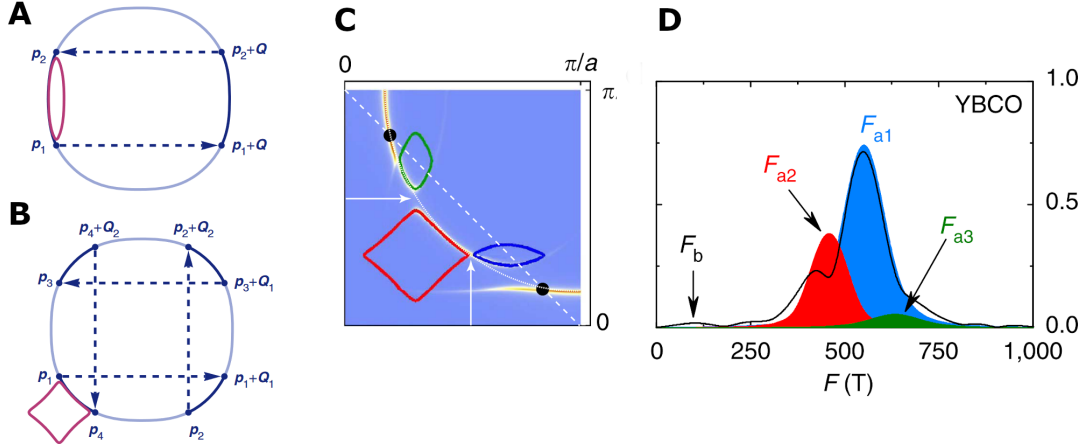 A
p₂
p₂+Q
p₁
p₁+Q
B
p₄+Q₂
p₂+Q₂
p₃
p₃+Q₁
p₁
p₁+Q₁
p₄
p₂
C
0
π/a
π
0
D
1.0
YBCO
Fa1
Fa2
0.5
Fa3
Fb
0.0
0
250
500
750
1,000
F (T)